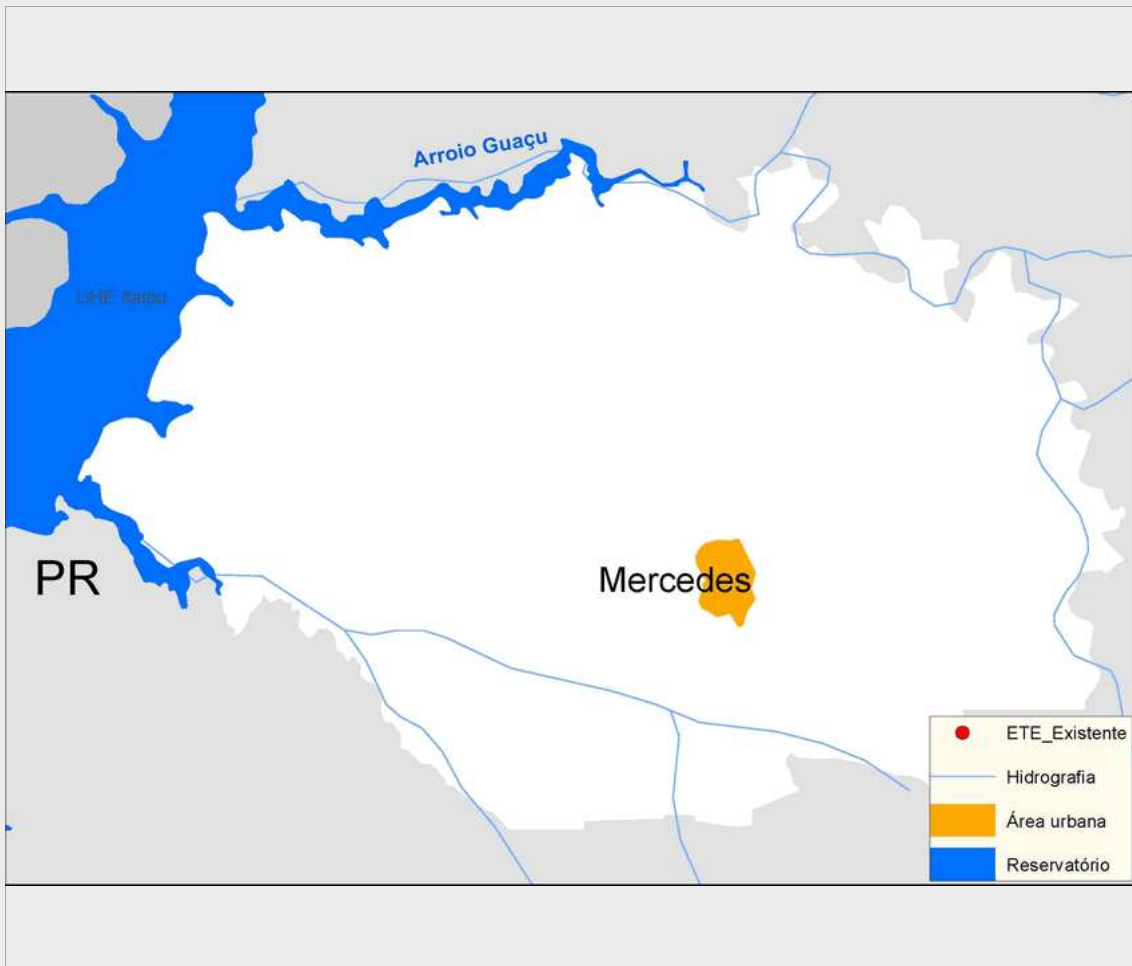 Arroio Guaçu
UHE Itaipu
PR
Mercedes
ETE_Existente
Hidrografia
Área urbana
Reservatório